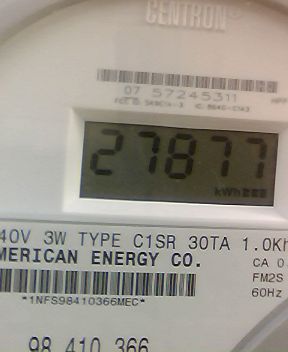 CENTRON®
07 57245311
27877
kWh
40V 3W TYPE C1SR 30TA 1.0Kh
MERICAN ENERGY CO.
CA 0
FM2S
60Hz
*1NFS98410366MEC*
98 410 366